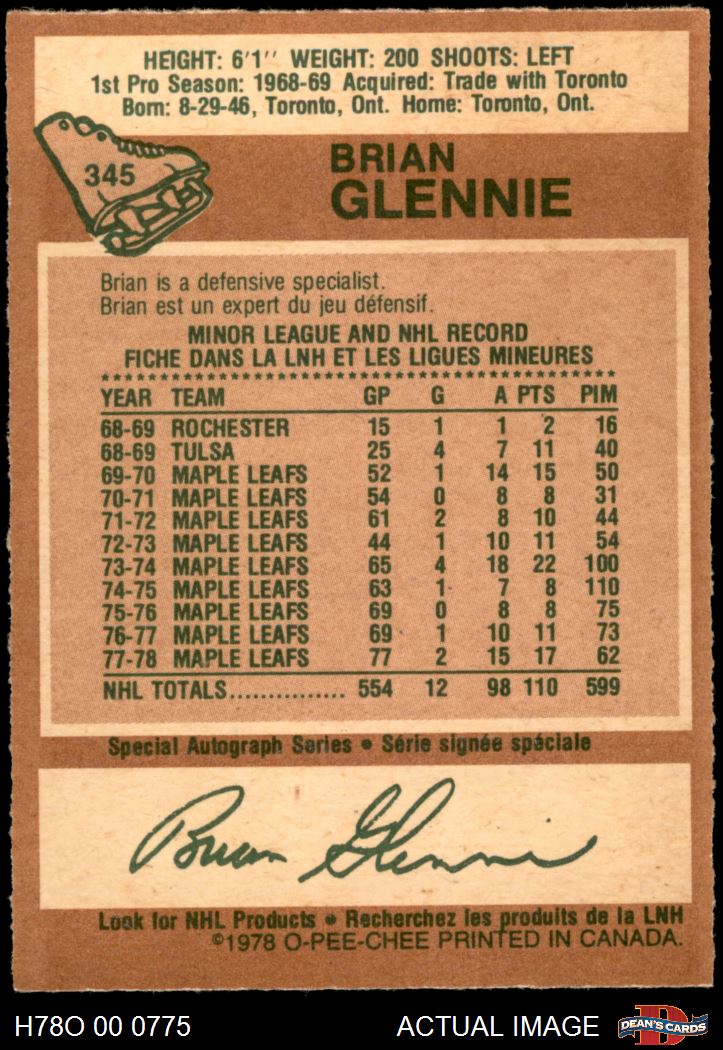 HEIGHT: 6'1'' WEIGHT: 200 SHOOTS: LEFT
1st Pro Season: 1968-69 Acquired: Trade with Toronto
Born: 8-29-46, Toronto, Ont. Home: Toronto, Ont.
345
BRIAN
GLENNIE
Brian is a defensive specialist.
Brian est un expert du jeu défensif.
MINOR LEAGUE AND NHL RECORD
FICHE DANS LA LNH ET LES LIGUES MINEURES
YEAR TEAM GP G A PTS PIM
68-69 ROCHESTER 15 1 1 2 16
68-69 TULSA 25 4 7 11 40
69-70 MAPLE LEAFS 52 1 14 15 50
70-71 MAPLE LEAFS 54 0 8 8 31
71-72 MAPLE LEAFS 61 2 8 10 44
72-73 MAPLE LEAFS 44 1 10 11 54
73-74 MAPLE LEAFS 65 4 18 22 100
74-75 MAPLE LEAFS 63 1 7 8 110
75-76 MAPLE LEAFS 69 0 8 8 75
76-77 MAPLE LEAFS 69 1 10 11 73
77-78 MAPLE LEAFS 77 2 15 17 62
NHL TOTALS............... 554 12 98 110 599
Special Autograph Series • Série signée spéciale
Brian Glennie
Look for NHL Products • Recherchez les produits de la LNH
©1978 O-PEE-CHEE PRINTED IN CANADA.
H78O 00 0775 ACTUAL IMAGE D DEAN'S CARDS